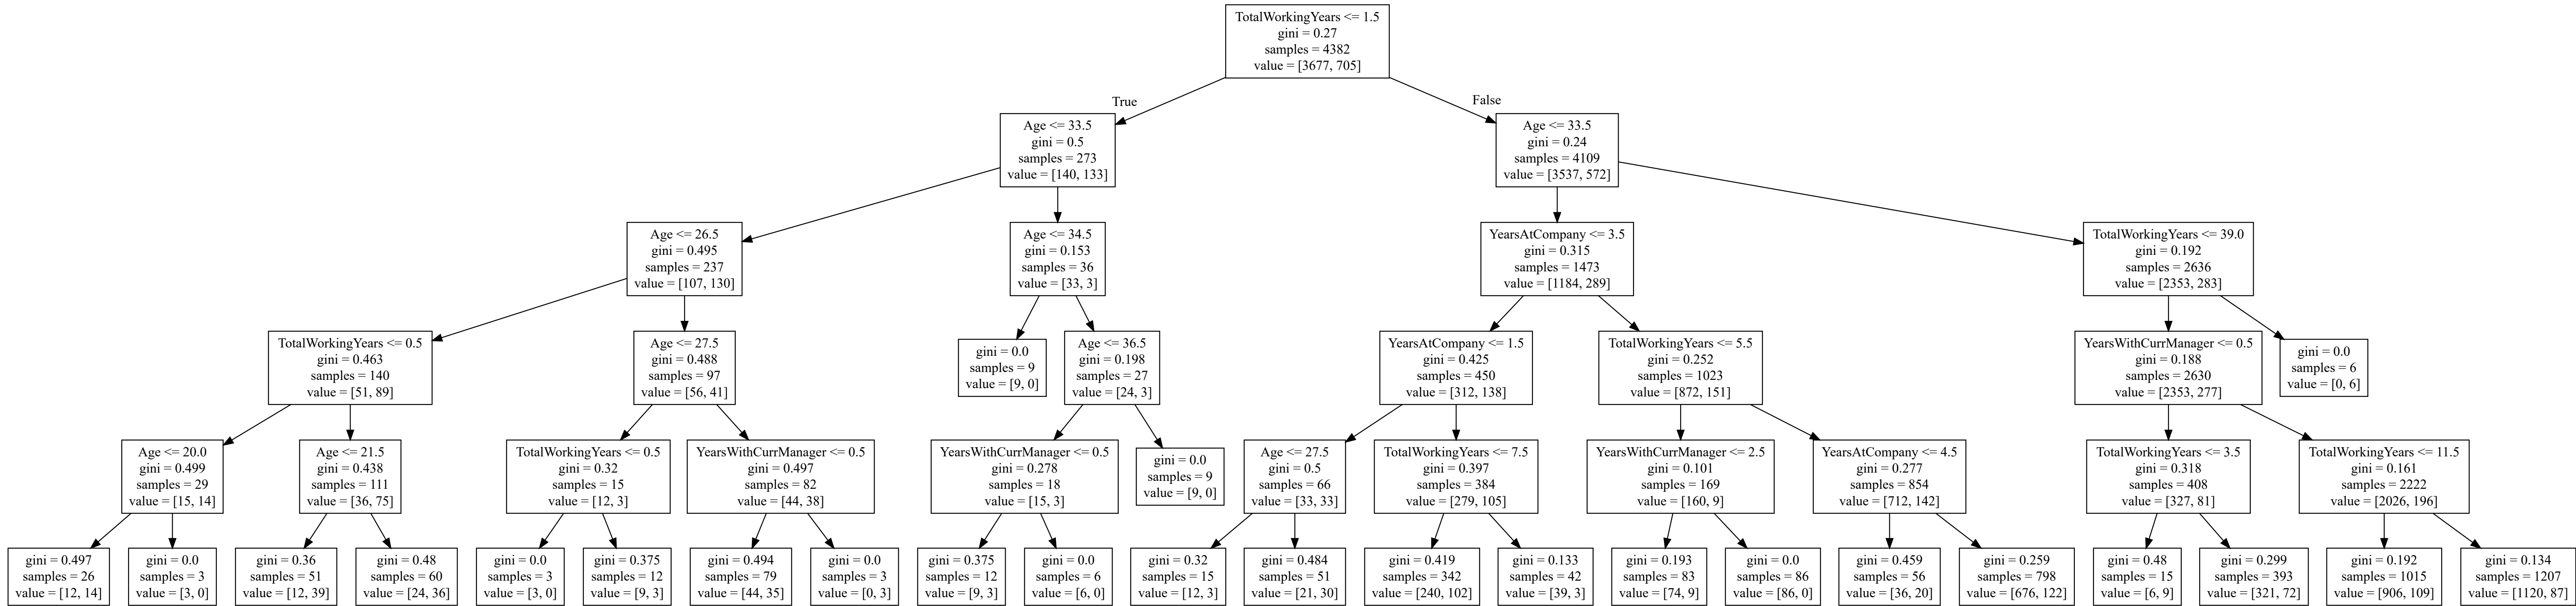 TotalWorkingYears <= 1.5
gini = 0.27
samples = 4382
value = [3677, 705]
True
False
Age <= 33.5
gini = 0.5
samples = 273
value = [140, 133]
Age <= 33.5
gini = 0.24
samples = 4109
value = [3537, 572]
Age <= 26.5
gini = 0.495
samples = 237
value = [107, 130]
Age <= 34.5
gini = 0.153
samples = 36
value = [33, 3]
YearsAtCompany <= 3.5
gini = 0.315
samples = 1473
value = [1184, 289]
TotalWorkingYears <= 39.0
gini = 0.192
samples = 2636
value = [2353, 283]
TotalWorkingYears <= 0.5
gini = 0.463
samples = 140
value = [51, 89]
Age <= 27.5
gini = 0.488
samples = 97
value = [56, 41]
gini = 0.0
samples = 9
value = [9, 0]
Age <= 36.5
gini = 0.198
samples = 27
value = [24, 3]
YearsAtCompany <= 1.5
gini = 0.425
samples = 450
value = [312, 138]
TotalWorkingYears <= 5.5
gini = 0.252
samples = 1023
value = [872, 151]
YearsWithCurrManager <= 0.5
gini = 0.188
samples = 2630
value = [2353, 277]
gini = 0.0
samples = 6
value = [0, 6]
Age <= 20.0
gini = 0.499
samples = 29
value = [15, 14]
Age <= 21.5
gini = 0.438
samples = 111
value = [36, 75]
TotalWorkingYears <= 0.5
gini = 0.32
samples = 15
value = [12, 3]
YearsWithCurrManager <= 0.5
gini = 0.497
samples = 82
value = [44, 38]
YearsWithCurrManager <= 0.5
gini = 0.278
samples = 18
value = [15, 3]
gini = 0.0
samples = 9
value = [9, 0]
Age <= 27.5
gini = 0.5
samples = 66
value = [33, 33]
TotalWorkingYears <= 7.5
gini = 0.397
samples = 384
value = [279, 105]
YearsWithCurrManager <= 2.5
gini = 0.101
samples = 169
value = [160, 9]
YearsAtCompany <= 4.5
gini = 0.277
samples = 854
value = [712, 142]
TotalWorkingYears <= 3.5
gini = 0.318
samples = 408
value = [327, 81]
TotalWorkingYears <= 11.5
gini = 0.161
samples = 2222
value = [2026, 196]
gini = 0.497
samples = 26
value = [12, 14]
gini = 0.0
samples = 3
value = [3, 0]
gini = 0.36
samples = 51
value = [12, 39]
gini = 0.48
samples = 60
value = [24, 36]
gini = 0.0
samples = 3
value = [3, 0]
gini = 0.375
samples = 12
value = [9, 3]
gini = 0.494
samples = 79
value = [44, 35]
gini = 0.0
samples = 3
value = [0, 3]
gini = 0.375
samples = 12
value = [9, 3]
gini = 0.0
samples = 6
value = [6, 0]
gini = 0.32
samples = 15
value = [12, 3]
gini = 0.484
samples = 51
value = [21, 30]
gini = 0.419
samples = 342
value = [240, 102]
gini = 0.133
samples = 42
value = [39, 3]
gini = 0.193
samples = 83
value = [74, 9]
gini = 0.0
samples = 86
value = [86, 0]
gini = 0.459
samples = 56
value = [36, 20]
gini = 0.259
samples = 798
value = [676, 122]
gini = 0.48
samples = 15
value = [6, 9]
gini = 0.299
samples = 393
value = [321, 72]
gini = 0.192
samples = 1015
value = [906, 109]
gini = 0.134
samples = 1207
value = [1120, 87]